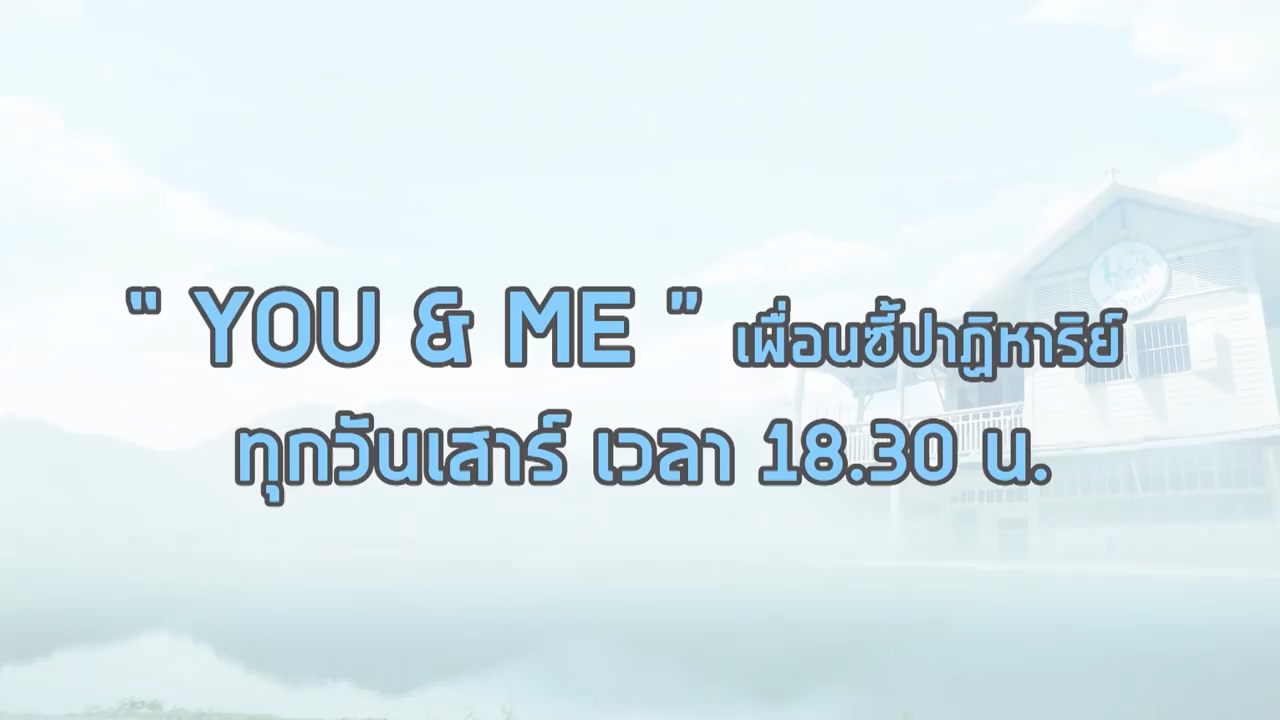 " YOU & ME " เพื่อนซี้ปาฏิหาริย์
ทุกวันเสาร์ เวลา 18.30 น.